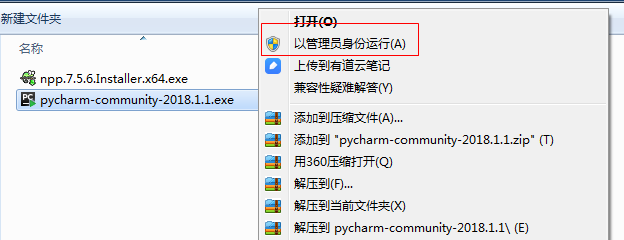 新建文件夹
名称
npp.7.5.6.Installer.x64.exe
pycharm-community-2018.1.1.exe
打开(O)
以管理员身份运行(A)
上传到有道云笔记
兼容性疑难解答(Y)
添加到压缩文件(A)...
添加到 "pycharm-community-2018.1.1.zip" (T)
用360压缩打开(Q)
解压到(F)...
解压到当前文件夹(X)
解压到 pycharm-community-2018.1.1\ (E)